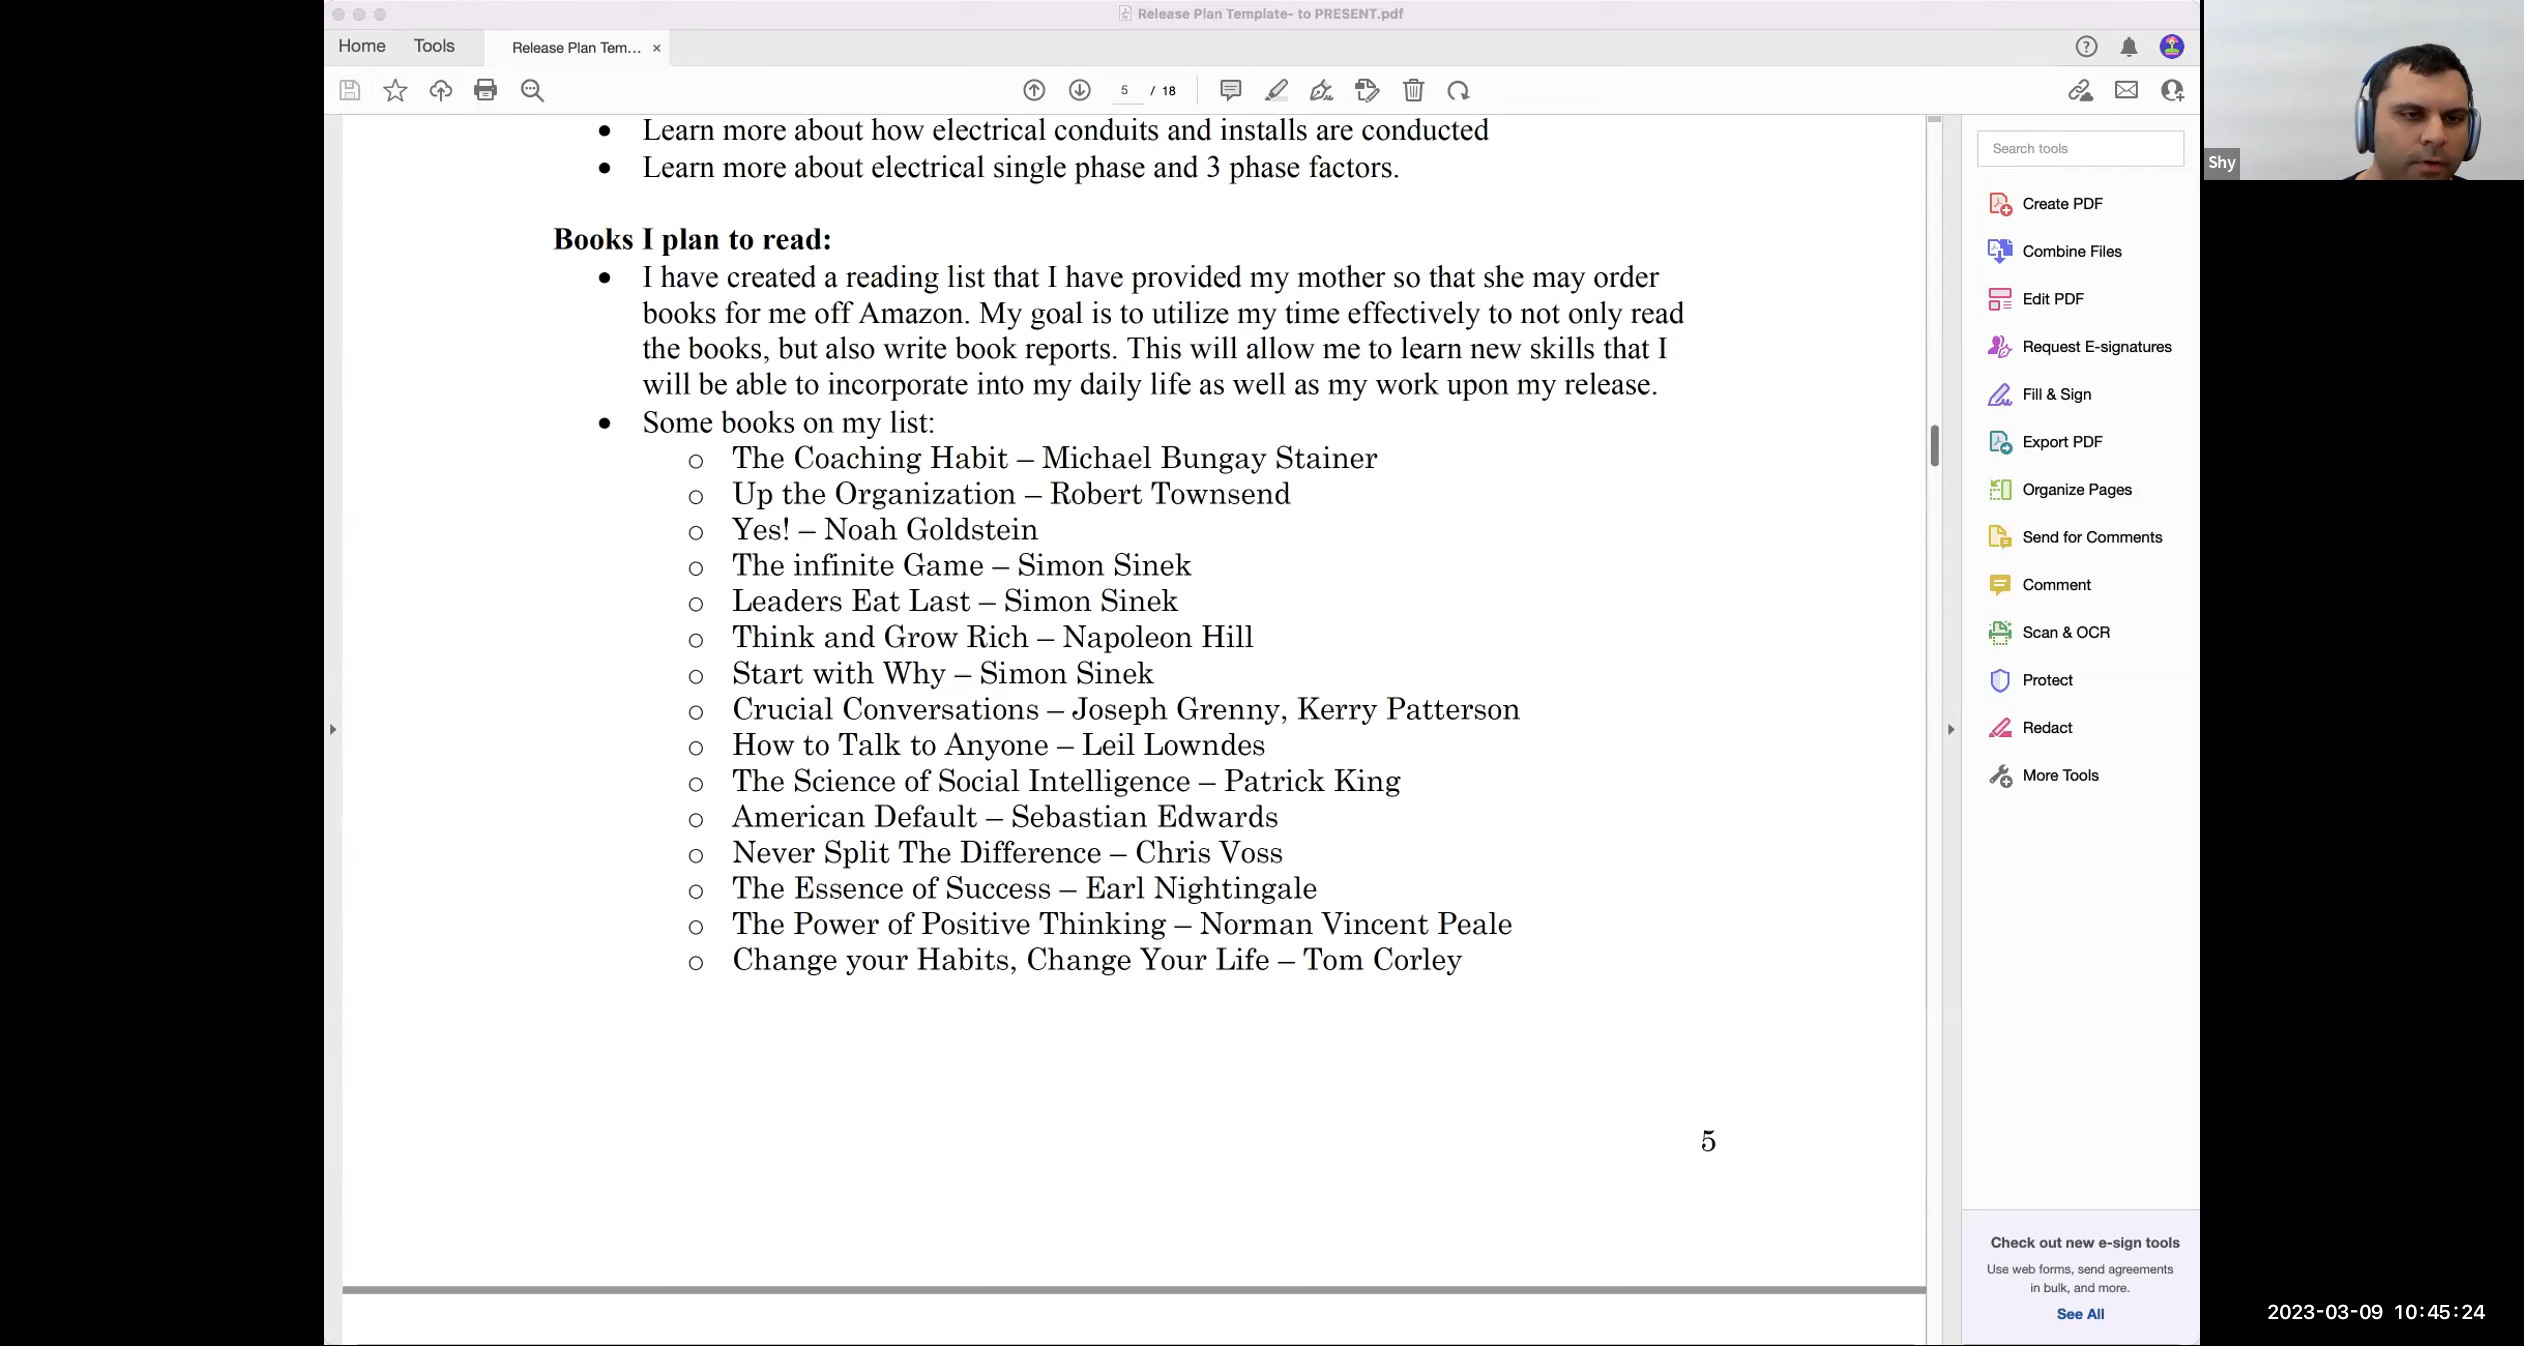 Release Plan Template- to PRESENT.pdf
Home
Tools
Release Plan Tem... ×
5 / 18
Shy
• Learn more about how electrical conduits and installs are conducted
• Learn more about electrical single phase and 3 phase factors.
Books I plan to read:
• I have created a reading list that I have provided my mother so that she may order
books for me off Amazon. My goal is to utilize my time effectively to not only read
the books, but also write book reports. This will allow me to learn new skills that I
will be able to incorporate into my daily life as well as my work upon my release.
• Some books on my list:
o The Coaching Habit – Michael Bungay Stainer
o Up the Organization – Robert Townsend
o Yes! – Noah Goldstein
o The infinite Game – Simon Sinek
o Leaders Eat Last – Simon Sinek
o Think and Grow Rich – Napoleon Hill
o Start with Why – Simon Sinek
o Crucial Conversations – Joseph Grenny, Kerry Patterson
o How to Talk to Anyone – Leil Lowndes
o The Science of Social Intelligence – Patrick King
o American Default – Sebastian Edwards
o Never Split The Difference – Chris Voss
o The Essence of Success – Earl Nightingale
o The Power of Positive Thinking – Norman Vincent Peale
o Change your Habits, Change Your Life – Tom Corley
5
Search tools
Create PDF
Combine Files
Edit PDF
Request E-signatures
Fill & Sign
Export PDF
Organize Pages
Send for Comments
Comment
Scan & OCR
Protect
Redact
More Tools
Check out new e-sign tools
Use web forms, send agreements
in bulk, and more.
See All
2023-03-09 10:45:24